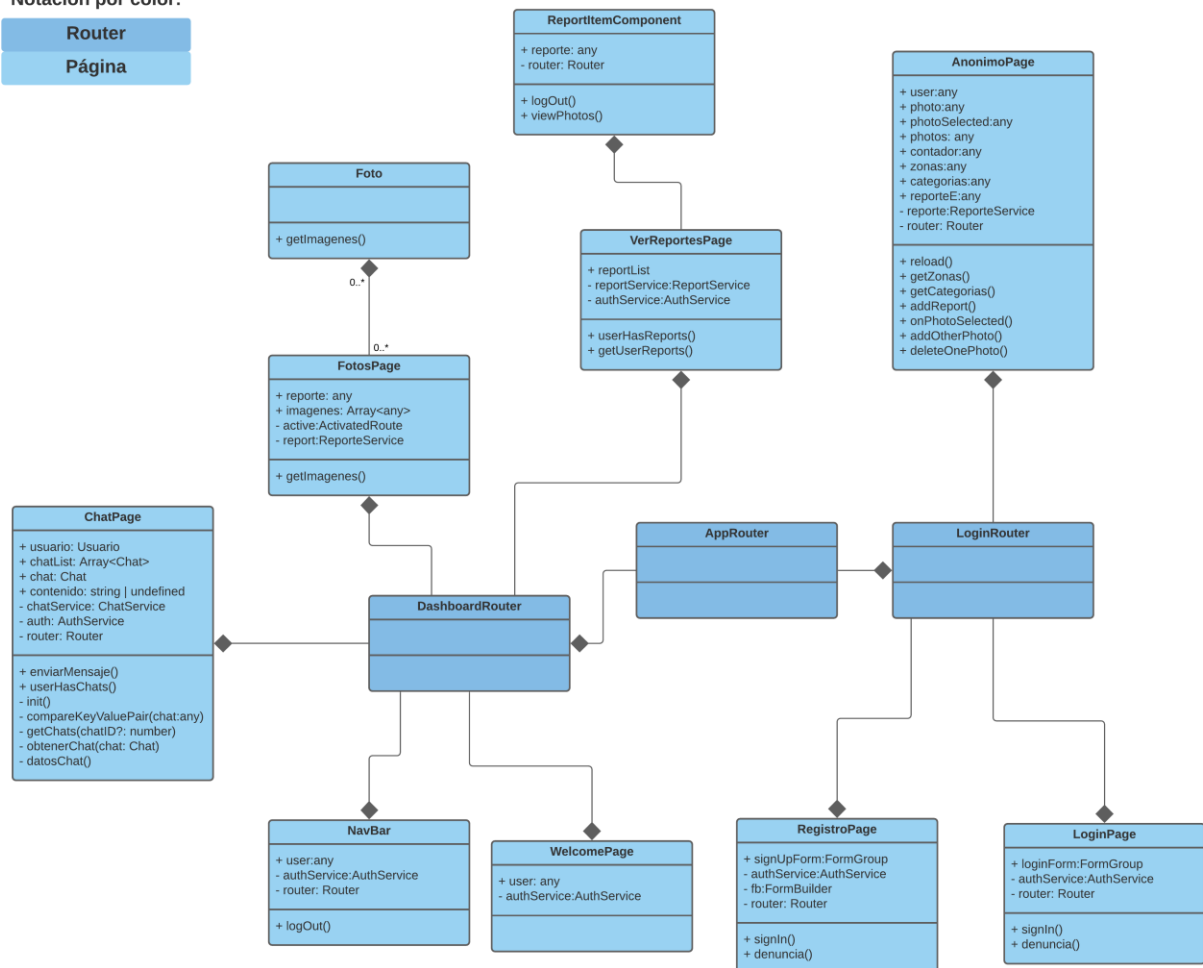 Notación por color:
Router
Página
ReportItemComponent
+ reporte: any
- router: Router
+ logOut()
+ viewPhotos()
AnonimoPage
+ user:any
+ photo:any
+ photoSelected:any
+ photos: any
+ contador:any
+ zonas:any
+ categorias:any
+ reporteE:any
- reporte:ReporteService
- router: Router
+ reload()
+ getZonas()
+ getCategorias()
+ addReport()
+ onPhotoSelected()
+ addOtherPhoto()
+ deleteOnePhoto()
Foto
+ getImagenes()
0..*
0..*
VerReportesPage
+ reportList
- reportService:ReportService
- authService:AuthService
+ userHasReports()
+ getUserReports()
FotosPage
+ reporte: any
+ imagenes: Array<any>
- active:ActivatedRoute
- report:ReporteService
+ getImagenes()
ChatPage
+ usuario: Usuario
+ chatList: Array<Chat>
+ chat: Chat
+ contenido: string | undefined
- chatService: ChatService
- auth: AuthService
- router: Router
+ enviarMensaje()
+ userHasChats()
- init()
- compareKeyValuePair(chat:any)
- getChats(chatID?: number)
- obtenerChat(chat: Chat)
- datosChat()
AppRouter
LoginRouter
DashboardRouter
NavBar
+ user:any
- authService:AuthService
- router: Router
+ logOut()
WelcomePage
+ user: any
- authService:AuthService
RegistroPage
+ signUpForm:FormGroup
- authService:AuthService
- fb:FormBuilder
- router: Router
+ signIn()
+ denuncia()
LoginPage
+ loginForm:FormGroup
- authService:AuthService
- router: Router
+ signIn()
+ denuncia()